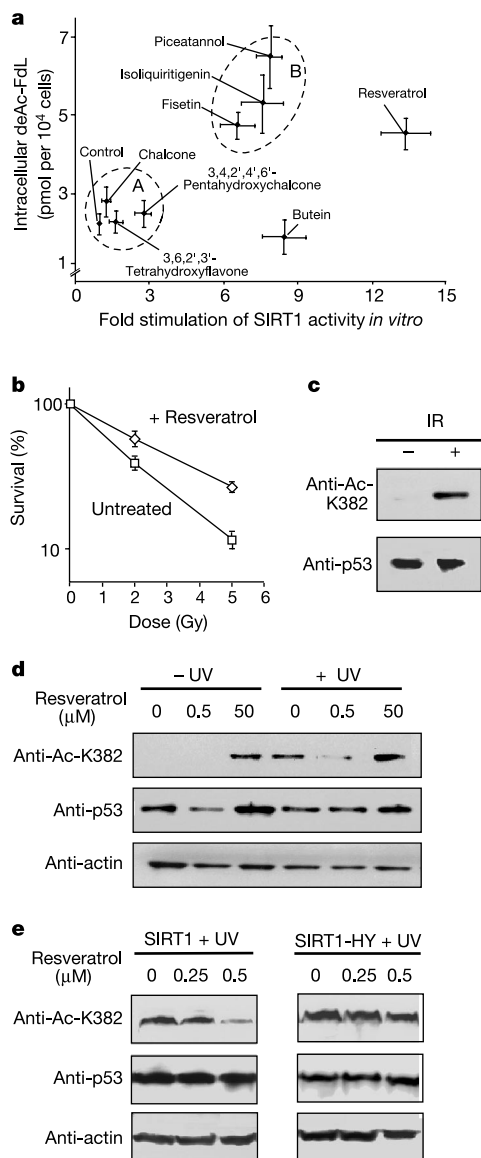 a
Intracellular deAc-FdL
(pmol per 10⁴ cells)
7
5
3
1
Piceatannol
B
Isoliquiritigenin
Resveratrol
Fisetin
3,4,2',4',6'-
Pentahydroxychalcone
Control
Chalcone
A
Butein
3,6,2',3'-
Tetrahydroxyflavone
0
3
6
9
12
15
Fold stimulation of SIRT1 activity in vitro
b
Survival (%)
100
10
+ Resveratrol
Untreated
0 1 2 3 4 5 6
Dose (Gy)
c
IR
− +
Anti-Ac-
K382
Anti-p53
d
− UV + UV
Resveratrol
(μM)
0 0.5 50 0 0.5 50
Anti-Ac-K382
Anti-p53
Anti-actin
e
SIRT1 + UV SIRT1-HY + UV
Resveratrol
(μM)
0 0.25 0.5 0 0.25 0.5
Anti-Ac-K382
Anti-p53
Anti-actin